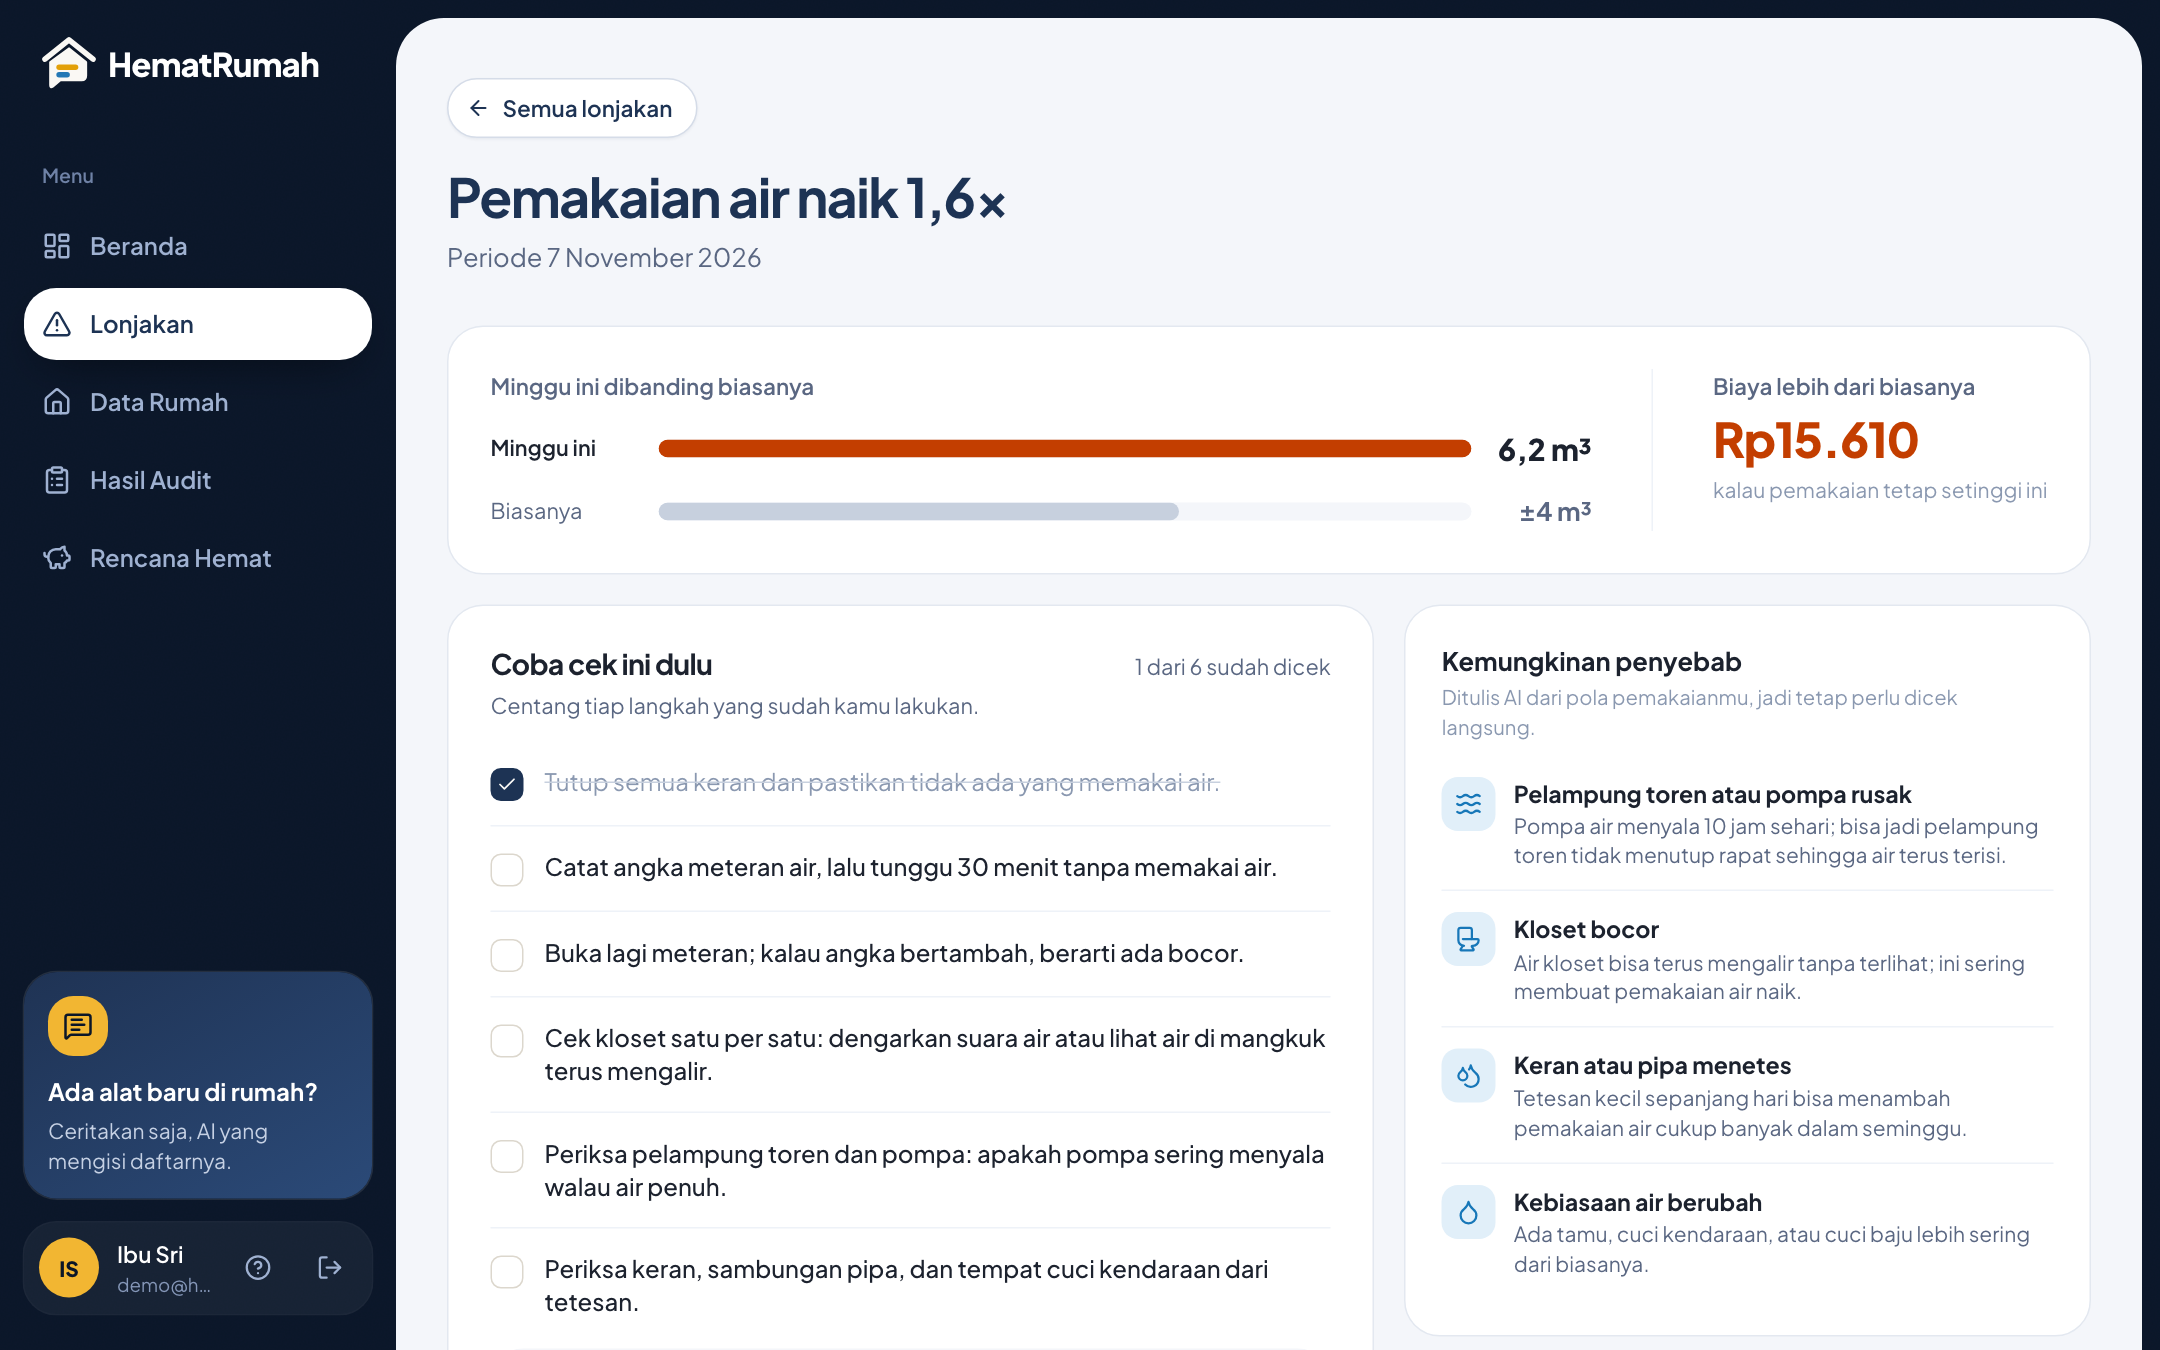 HematRumah
Menu
Beranda
Lonjakan
Data Rumah
Hasil Audit
Rencana Hemat
Ada alat baru di rumah?
Ceritakan saja, AI yang
mengisi daftarnya.
IS
Ibu Sri
demo@h...
Semua lonjakan
Pemakaian air naik 1,6×
Periode 7 November 2026
Minggu ini dibanding biasanya
Minggu ini
6,2 m³
Biasanya
±4 m³
Biaya lebih dari biasanya
Rp15.610
kalau pemakaian tetap setinggi ini
Coba cek ini dulu
1 dari 6 sudah dicek
Centang tiap langkah yang sudah kamu lakukan.
Tutup semua keran dan pastikan tidak ada yang memakai air.
Catat angka meteran air, lalu tunggu 30 menit tanpa memakai air.
Buka lagi meteran; kalau angka bertambah, berarti ada bocor.
Cek kloset satu per satu: dengarkan suara air atau lihat air di mangkuk
terus mengalir.
Periksa pelampung toren dan pompa: apakah pompa sering menyala
walau air penuh.
Periksa keran, sambungan pipa, dan tempat cuci kendaraan dari
tetesan.
Kemungkinan penyebab
Ditulis AI dari pola pemakaianmu, jadi tetap perlu dicek
langsung.
Pelampung toren atau pompa rusak
Pompa air menyala 10 jam sehari; bisa jadi pelampung
toren tidak menutup rapat sehingga air terus terisi.
Kloset bocor
Air kloset bisa terus mengalir tanpa terlihat; ini sering
membuat pemakaian air naik.
Keran atau pipa menetes
Tetesan kecil sepanjang hari bisa menambah
pemakaian air cukup banyak dalam seminggu.
Kebiasaan air berubah
Ada tamu, cuci kendaraan, atau cuci baju lebih sering
dari biasanya.